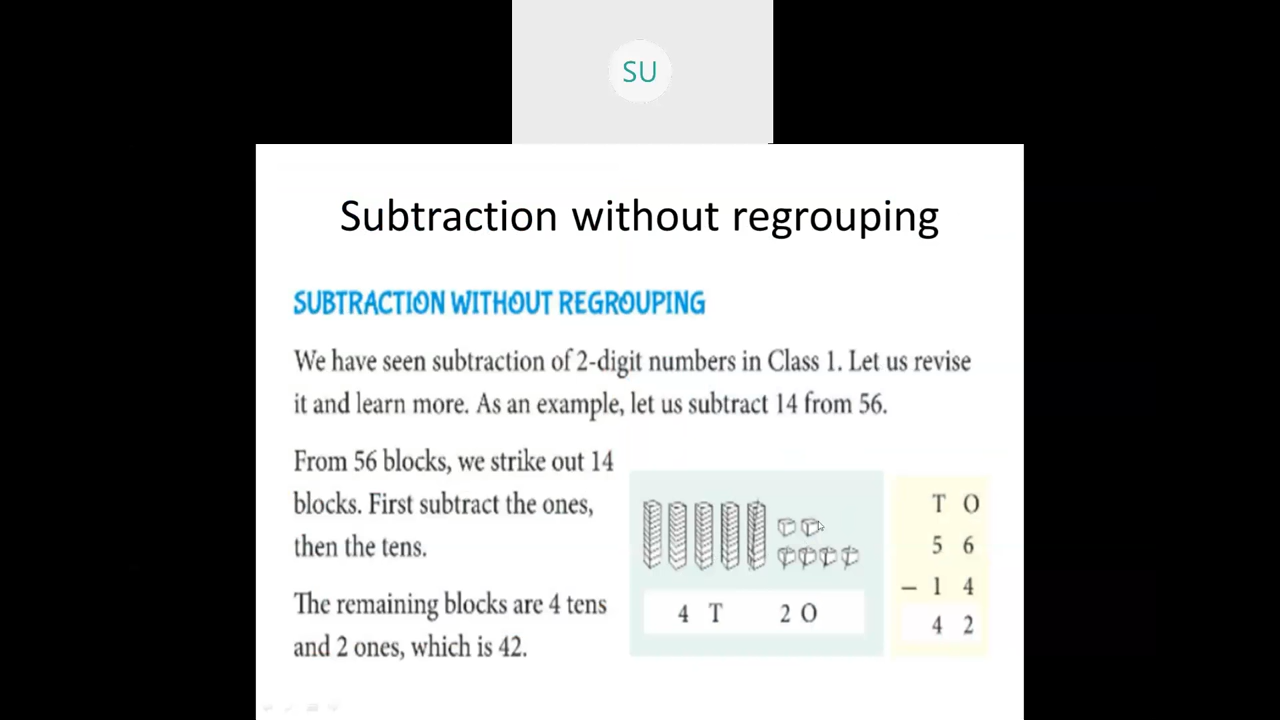 SU
Subtraction without regrouping
SUBTRACTION WITHOUT REGROUPING
We have seen subtraction of 2-digit numbers in Class 1. Let us revise
it and learn more. As an example, let us subtract 14 from 56.
From 56 blocks, we strike out 14
blocks. First subtract the ones,
then the tens.
The remaining blocks are 4 tens
and 2 ones, which is 42.
4 T 2 O
T O
5 6
– 1 4
4 2